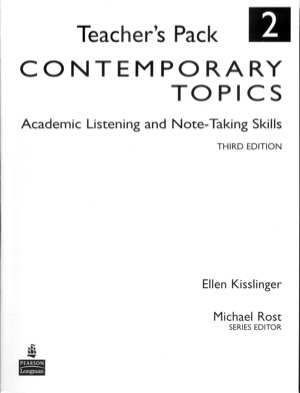 Teacher's Pack 2
CONTEMPORARY
TOPICS
Academic Listening and Note-Taking Skills
THIRD EDITION
Ellen Kisslinger
Michael Rost
SERIES EDITOR
PEARSON
Longman